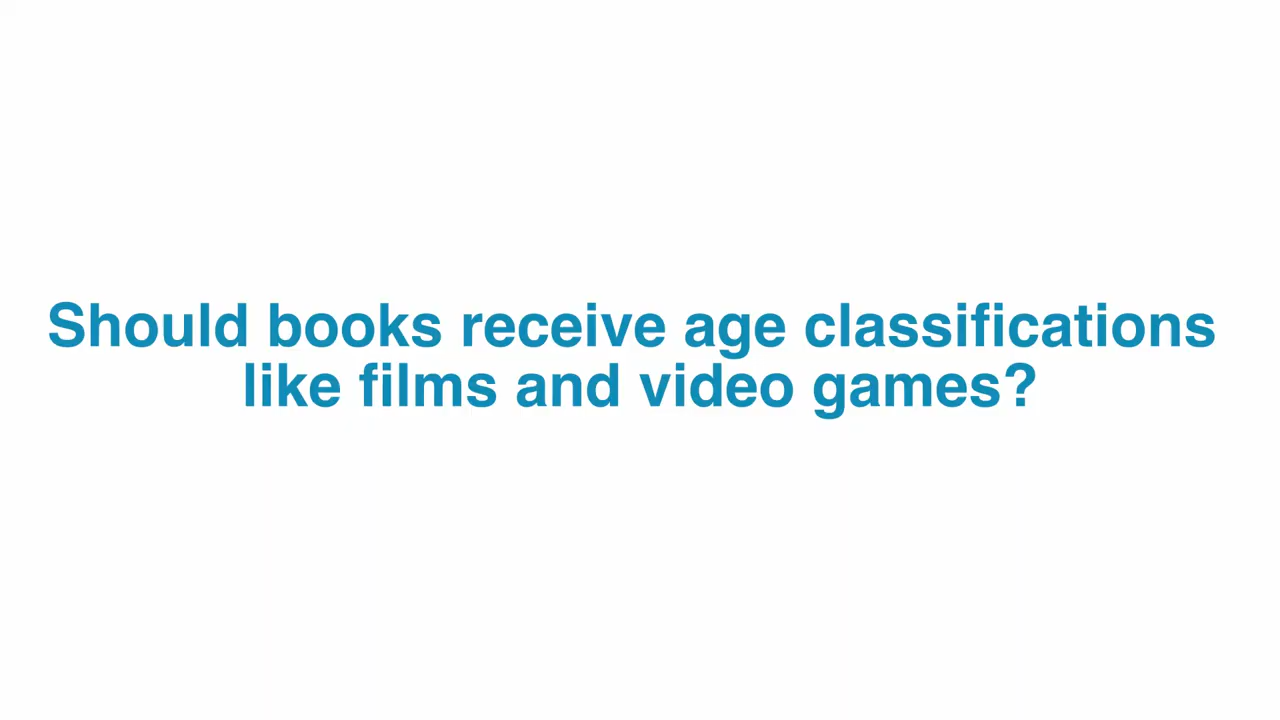 Should books receive age classifications
like films and video games?